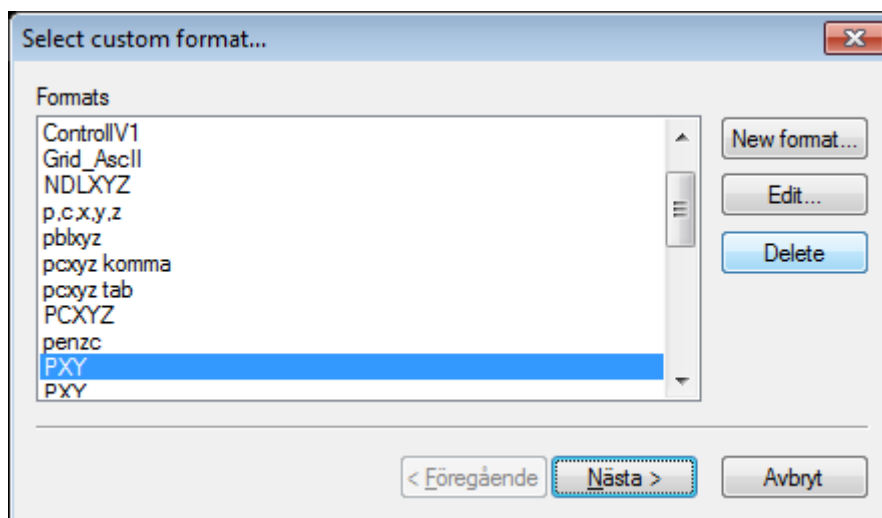 Select custom format...
Formats
ControllV1
Grid_AscII
NDLXYZ
p,c,x,y,z
pblxyz
pcxyz komma
pcxyz tab
PCXYZ
penzc
PXY
PXY
New format...
Edit...
Delete
< Föregående
Nästa >
Avbryt